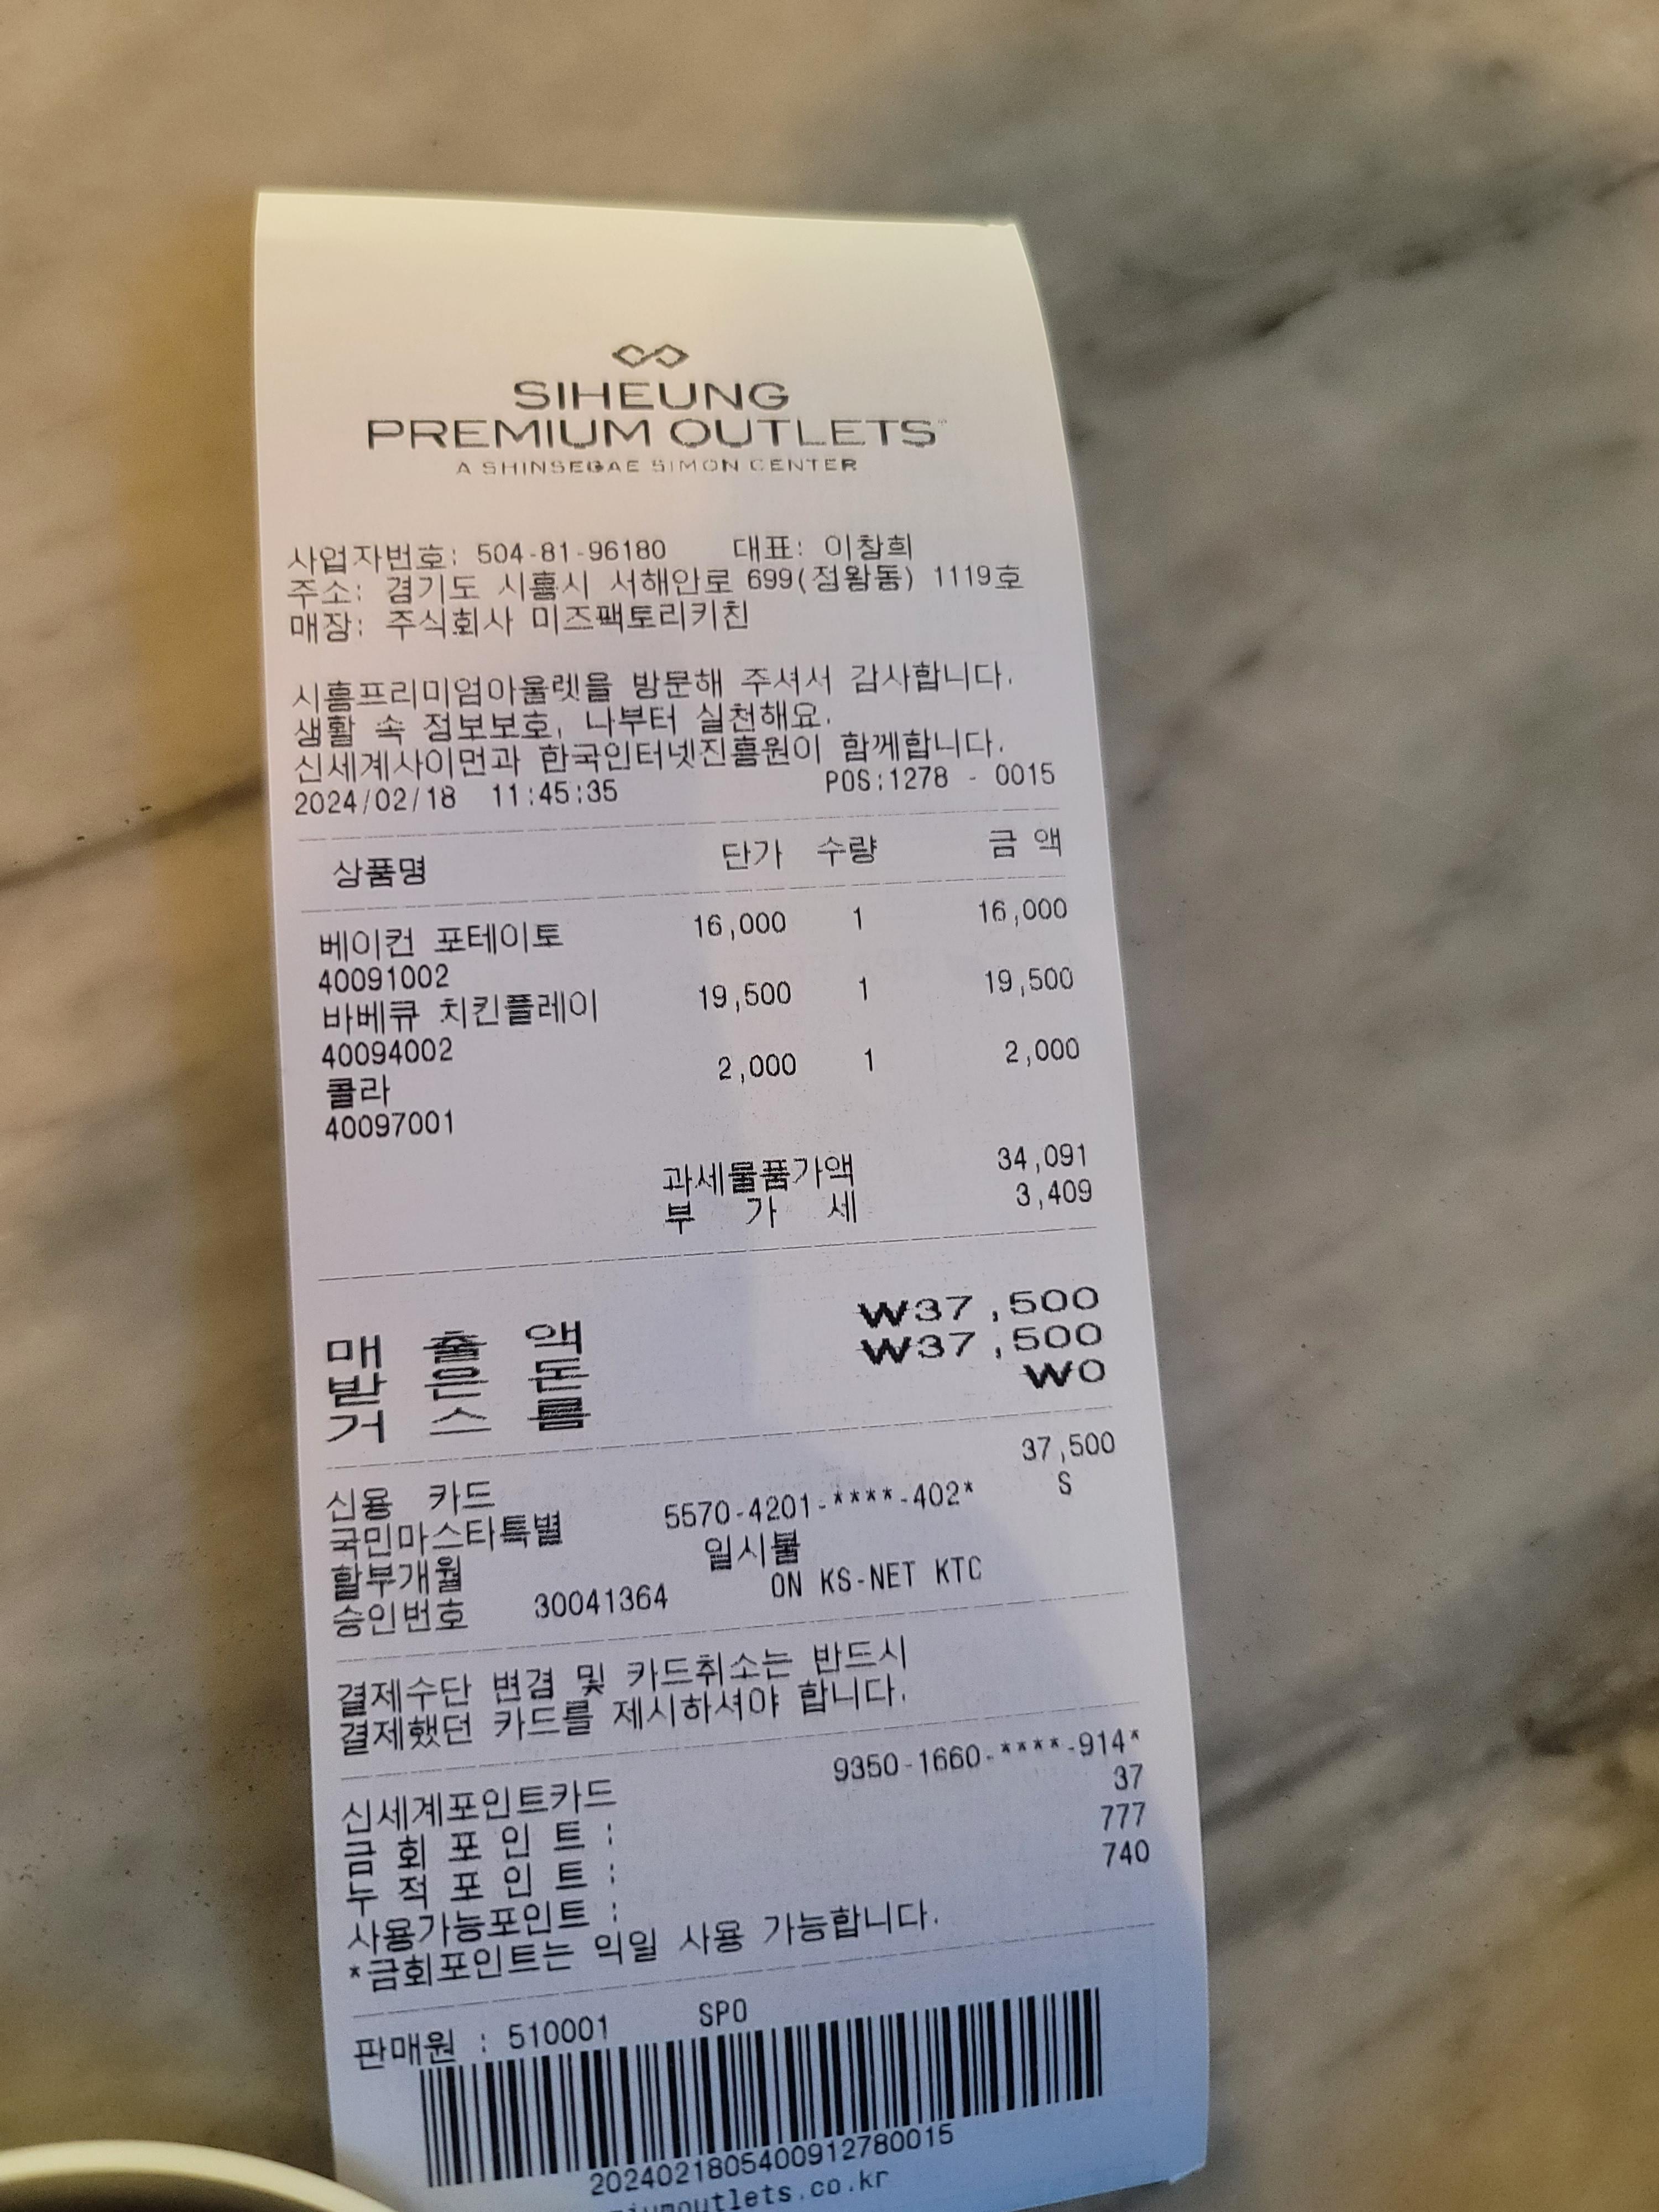 SIHEUNG
PREMIUM OUTLETS
A SHINSEGAE SIMON CENTER
사업자번호: 504-81-96180 대표: 이창희
주소: 경기도 시흥시 서해안로 699(정왕동) 1119호
매장: 주식회사 미즈팩토리키친
시흥프리미엄아울렛을 방문해 주셔서 감사합니다.
생활 속 정보보호, 나부터 실천해요.
신세계사이먼과 한국인터넷진흥원이 함께합니다.
2024/02/18 11:45:35 POS:1278 - 0015
상품명 단가 수량 금 액
베이컨 포테이토 16,000 1 16,000
40091002
바베큐 치킨플레이 19,500 1 19,500
40094002
콜라 2,000 1 2,000
40097001
과세물품가액 34,091
부 가 세 3,409
매 출 액 ₩37,500
받 은 돈 ₩37,500
거 스 름 ₩0
신용 카드 37,500
국민마스타특별 5570-4201-****-402* S
할부개월 일시불
승인번호 30041364 ON KS-NET KTC
결제수단 변경 및 카드취소는 반드시
결제했던 카드를 제시하셔야 합니다.
신세계포인트카드 9350-1660-****-914*
금 회 포 인 트 : 37
누 적 포 인 트 : 777
사용가능포인트 : 740
*금회포인트는 익일 사용 가능합니다.
판매원 : 510001 SPO
2024021805400912780015
iumoutlets.co.kr